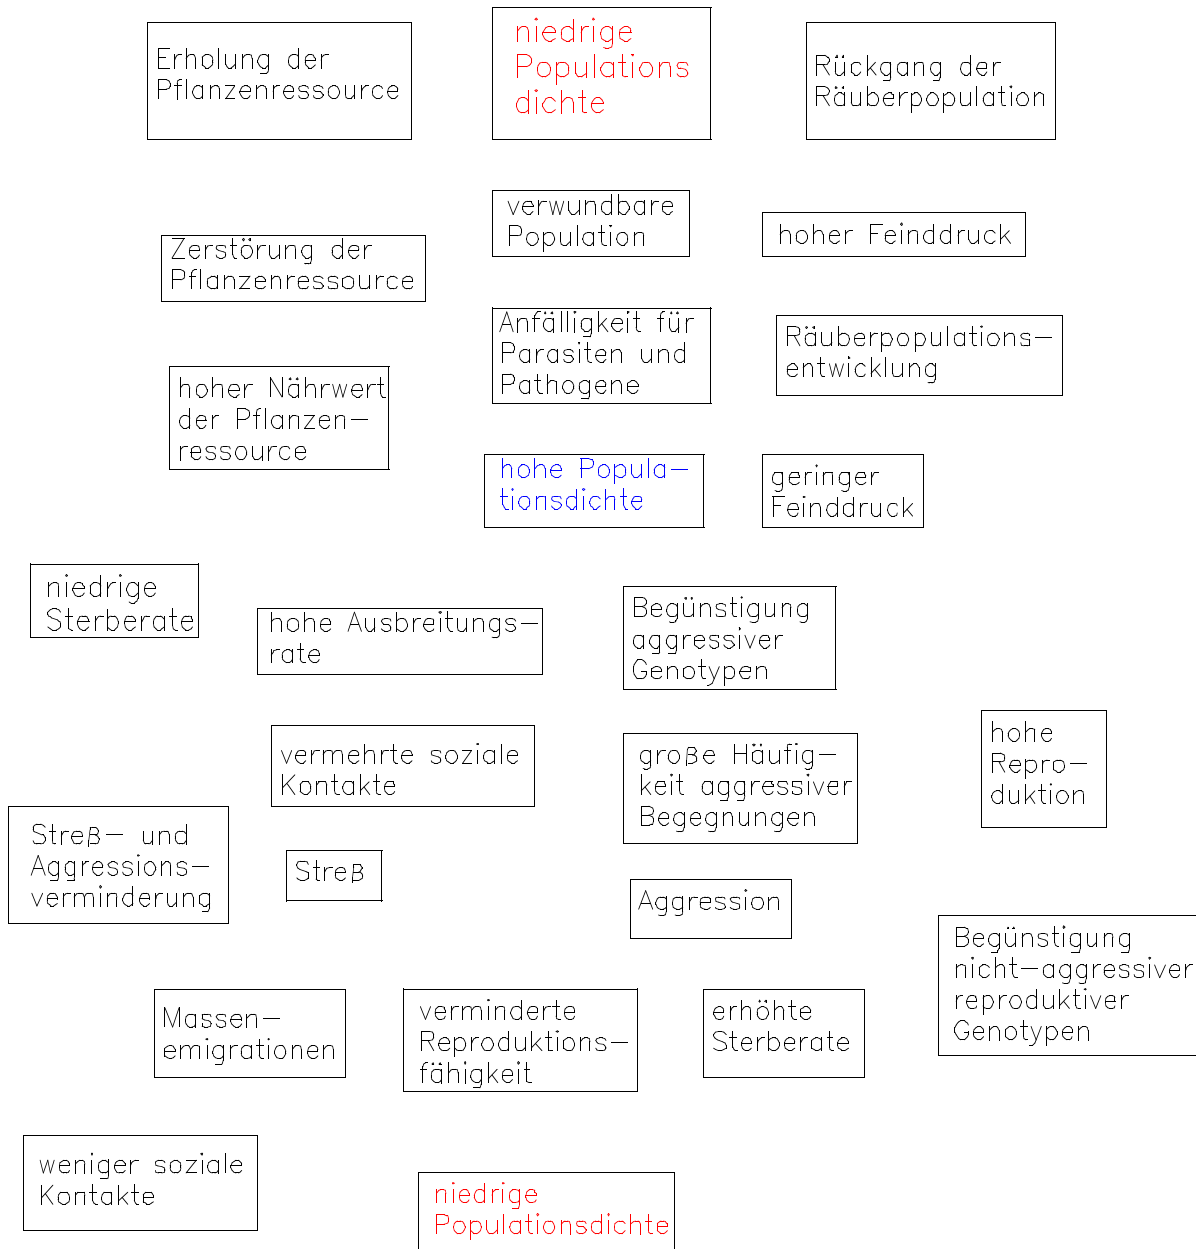 Erholung der
Pflanzenressource
niedrige
Populations
dichte
Rückgang der
Räuberpopulation
verwundbare
Population
hoher Feinddruck
Zerstörung der
Pflanzenressource
Anfälligkeit für
Parasiten und
Pathogene
Räuberpopulations-
entwicklung
hoher Nährwert
der Pflanzen-
ressource
hohe Popula-
tionsdichte
geringer
Feinddruck
niedrige
Sterberate
hohe Ausbreitungs-
rate
Begünstigung
aggressiver
Genotypen
vermehrte soziale
Kontakte
große Häufig-
keit aggressiver
Begegnungen
hohe
Repro-
duktion
Streß- und
Aggressions-
verminderung
Streß
Aggression
Begünstigung
nicht-aggressiver
reproduktiver
Genotypen
Massen-
emigrationen
verminderte
Reproduktions-
fähigkeit
erhöhte
Sterberate
weniger soziale
Kontakte
niedrige
Populationsdichte